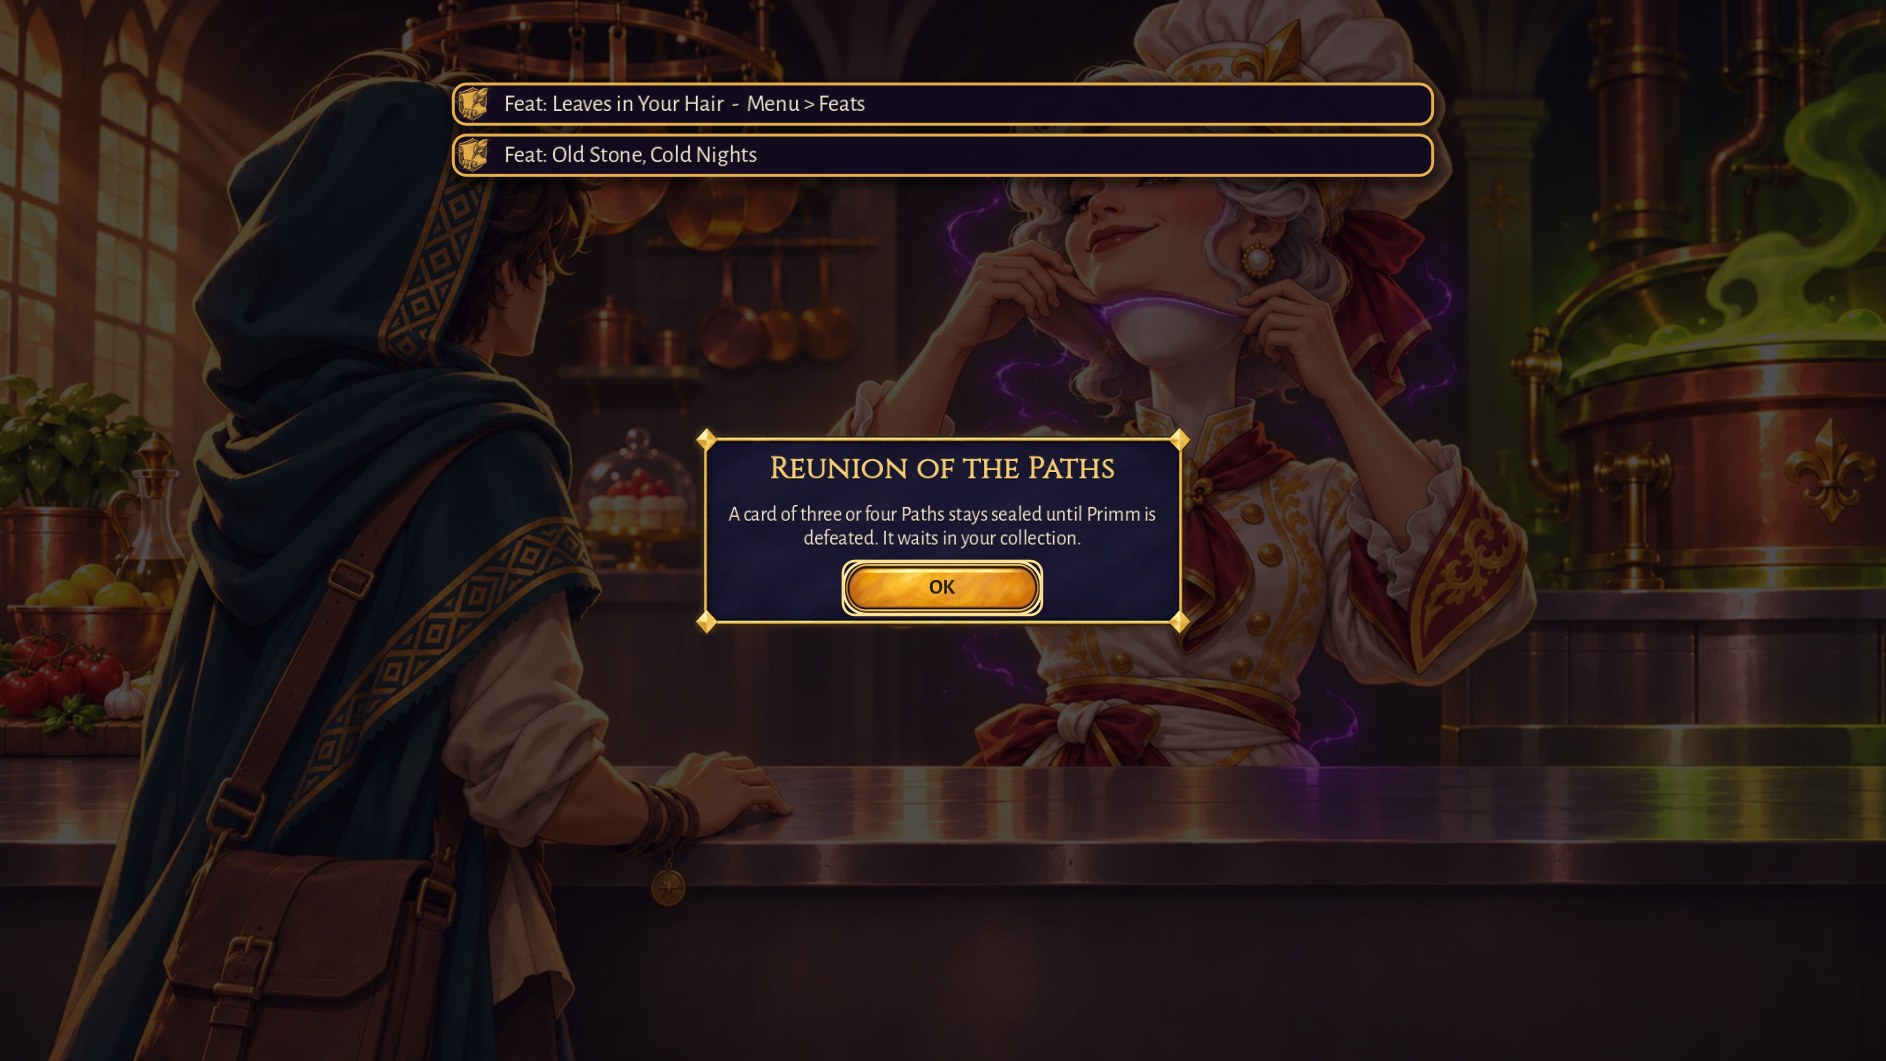 Feat: Leaves in Your Hair - Menu > Feats
Feat: Old Stone, Cold Nights
Reunion of the Paths
A card of three or four Paths stays sealed until Primm is
defeated. It waits in your collection.
OK